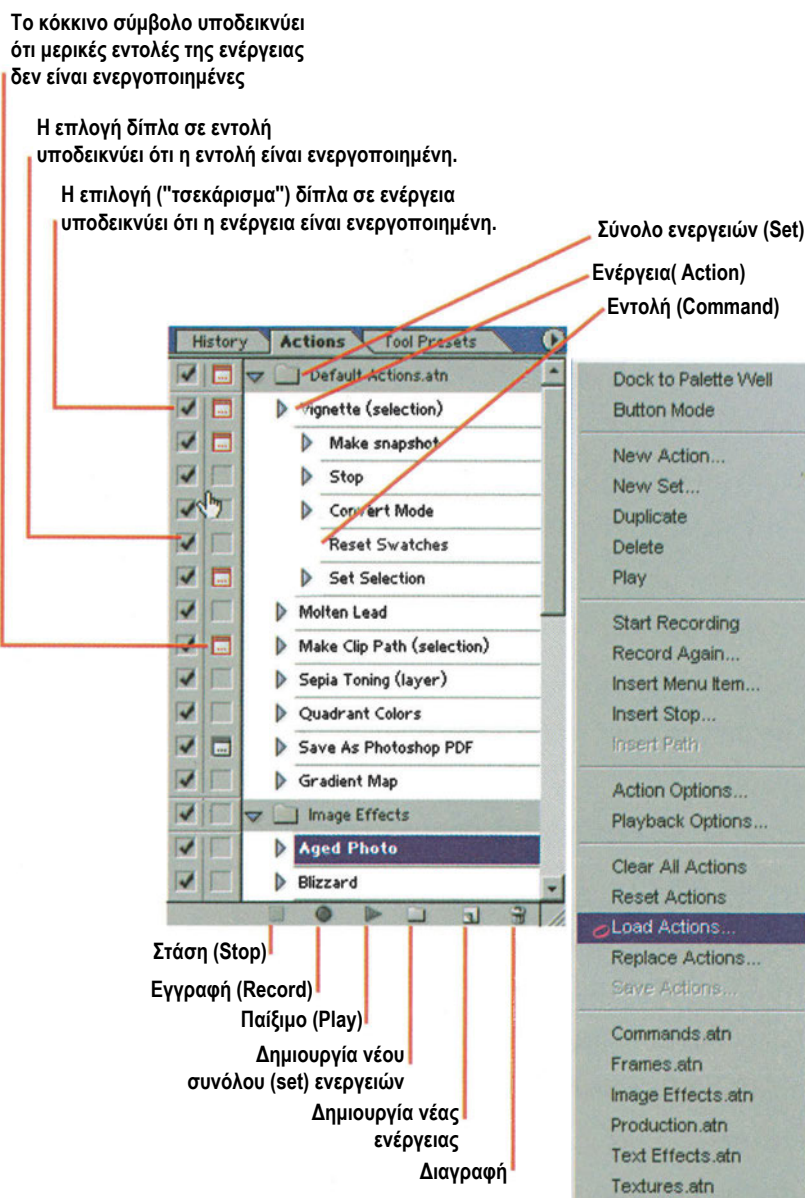 Το κόκκινο σύμβολο υποδεικνύει
ότι μερικές εντολές της ενέργειας
δεν είναι ενεργοποιημένες
Η επλογή δίπλα σε εντολή
υποδεικνύει ότι η εντολή είναι ενεργοποιημένη.
Η επιλογή ("τσεκάρισμα") δίπλα σε ενέργεια
υποδεικνύει ότι η ενέργεια είναι ενεργοποιημένη.
Σύνολο ενεργειών (Set)
Ενέργεια( Action)
Εντολή (Command)
History Actions Tool Presets
Default Actions.atn
Vignette (selection)
Make snapshot
Stop
Convert Mode
Reset Swatches
Set Selection
Molten Lead
Make Clip Path (selection)
Sepia Toning (layer)
Quadrant Colors
Save As Photoshop PDF
Gradient Map
Image Effects
Aged Photo
Blizzard
Στάση (Stop)
Εγγραφή (Record)
Παίξιμο (Play)
Δημιουργία νέου
συνόλου (set) ενεργειών
Δημιουργία νέας
ενέργειας
Διαγραφή
Dock to Palette Well
Button Mode
New Action...
New Set...
Duplicate
Delete
Play
Start Recording
Record Again...
Insert Menu Item...
Insert Stop...
Insert Path
Action Options...
Playback Options...
Clear All Actions
Reset Actions
Load Actions...
Replace Actions...
Save Actions...
Commands.atn
Frames.atn
Image Effects.atn
Production.atn
Text Effects.atn
Textures.atn